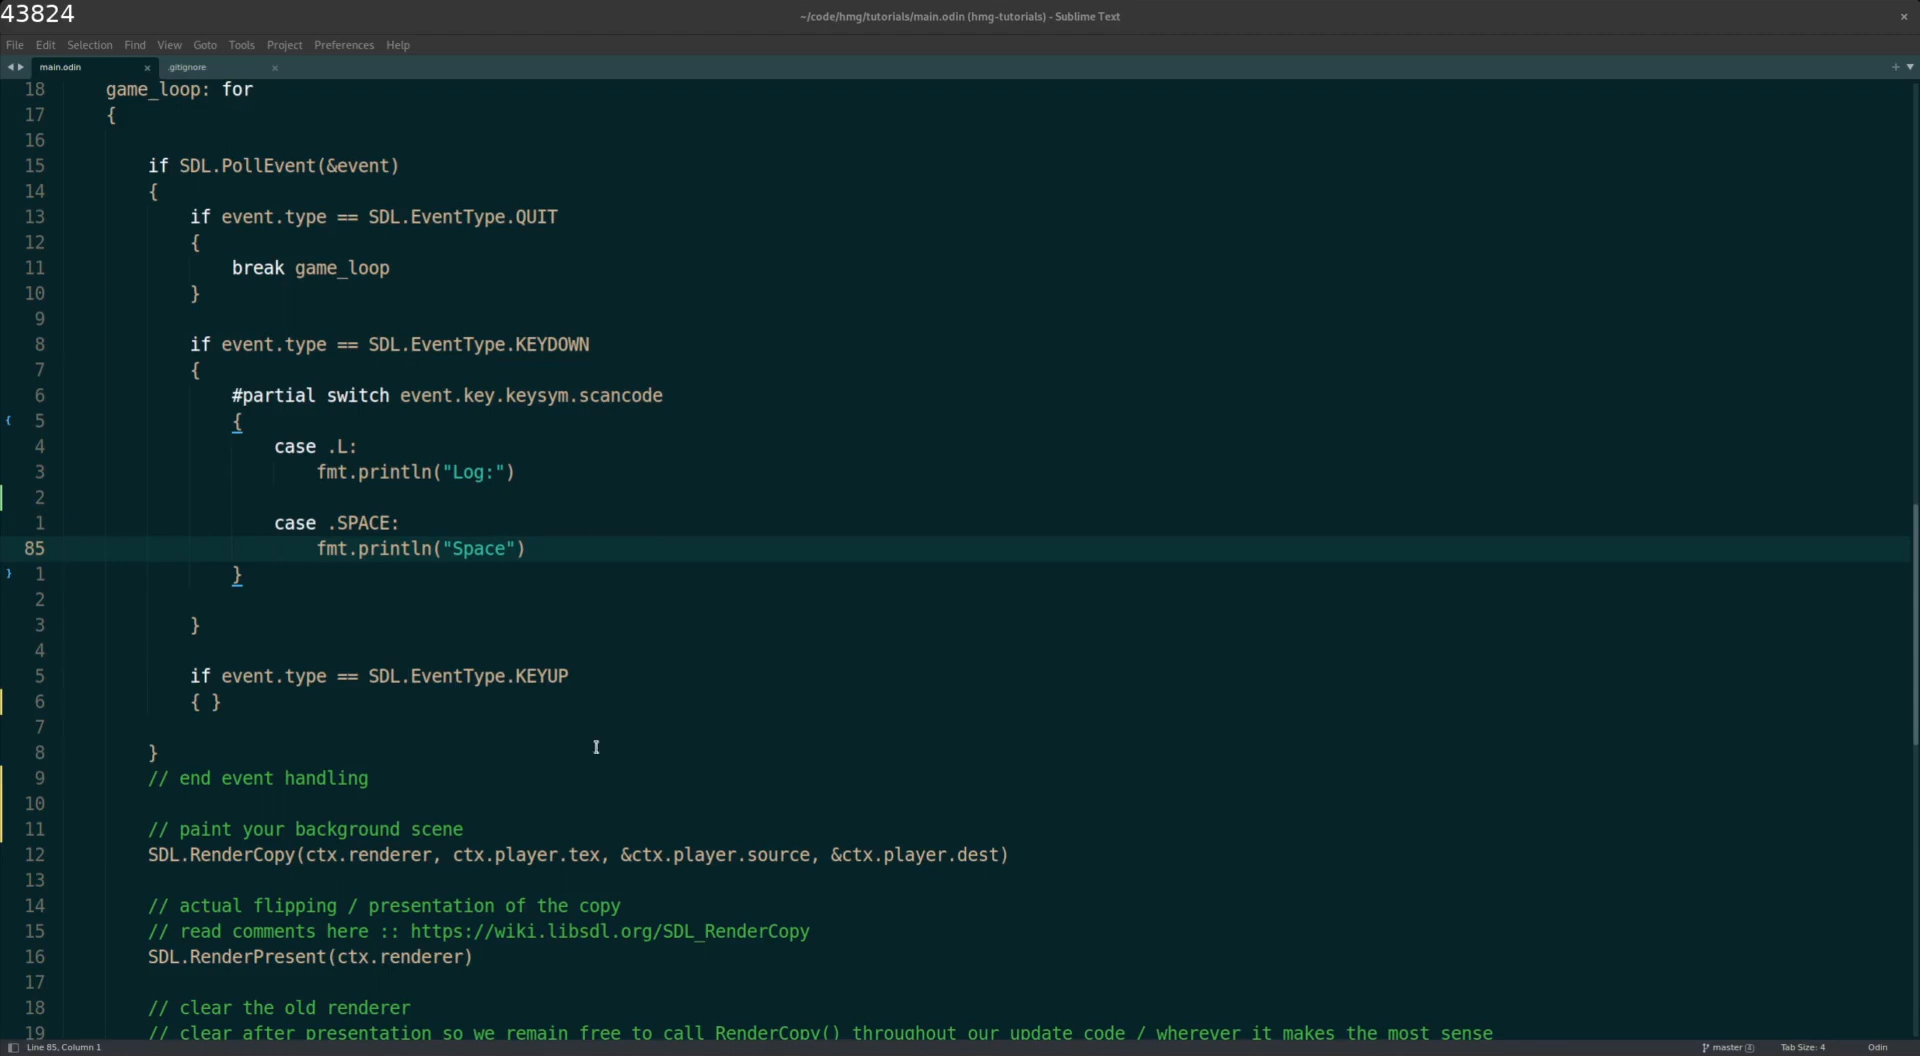 43824
~/code/hmg/tutorials/main.odin (hmg-tutorials) - Sublime Text
File Edit Selection Find View Goto Tools Project Preferences Help
main.odin .gitignore
18 game_loop: for
17 {
16
15 if SDL.PollEvent(&event)
14 {
13 if event.type == SDL.EventType.QUIT
12 {
11 break game_loop
10 }
9
8 if event.type == SDL.EventType.KEYDOWN
7 {
6 #partial switch event.key.keysym.scancode
5 {
4 case .L:
3 fmt.println("Log:")
2
1 case .SPACE:
85 fmt.println("Space")
1 }
2
3 }
4
5 if event.type == SDL.EventType.KEYUP
6 { }
7
8 }
9 // end event handling
10
11 // paint your background scene
12 SDL.RenderCopy(ctx.renderer, ctx.player.tex, &ctx.player.source, &ctx.player.dest)
13
14 // actual flipping / presentation of the copy
15 // read comments here :: https://wiki.libsdl.org/SDL_RenderCopy
16 SDL.RenderPresent(ctx.renderer)
17
18 // clear the old renderer
19 // clear after presentation so we remain free to call RenderCopy() throughout our update code / wherever it makes the most sense
Line 85, Column 1 master (4) Tab Size: 4 Odin